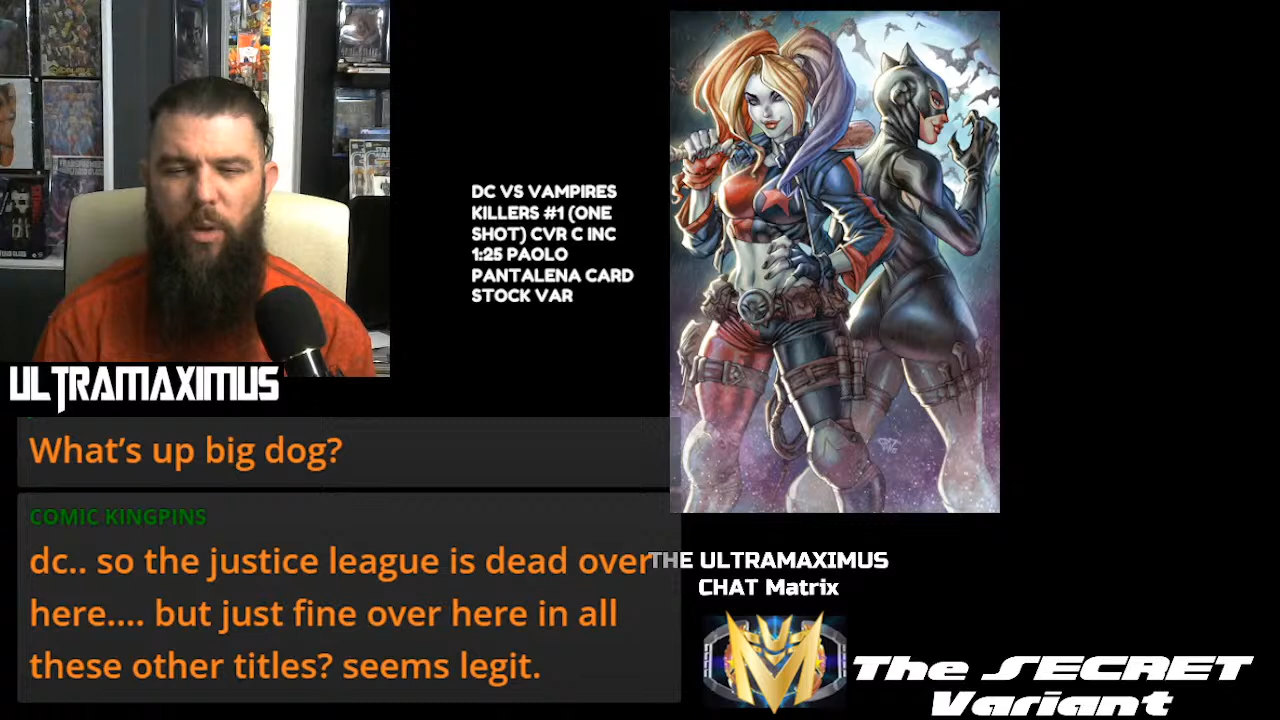 DC VS VAMPIRES
KILLERS #1 (ONE
SHOT) CVR C INC
1:25 PAOLO
PANTALENA CARD
STOCK VAR
ULTRAMAXIMUS
What's up big dog?
COMIC KINGPINS
dc.. so the justice league is dead over
here.... but just fine over here in all
these other titles? seems legit.
THE ULTRAMAXIMUS
CHAT Matrix
The SECRET
Variant